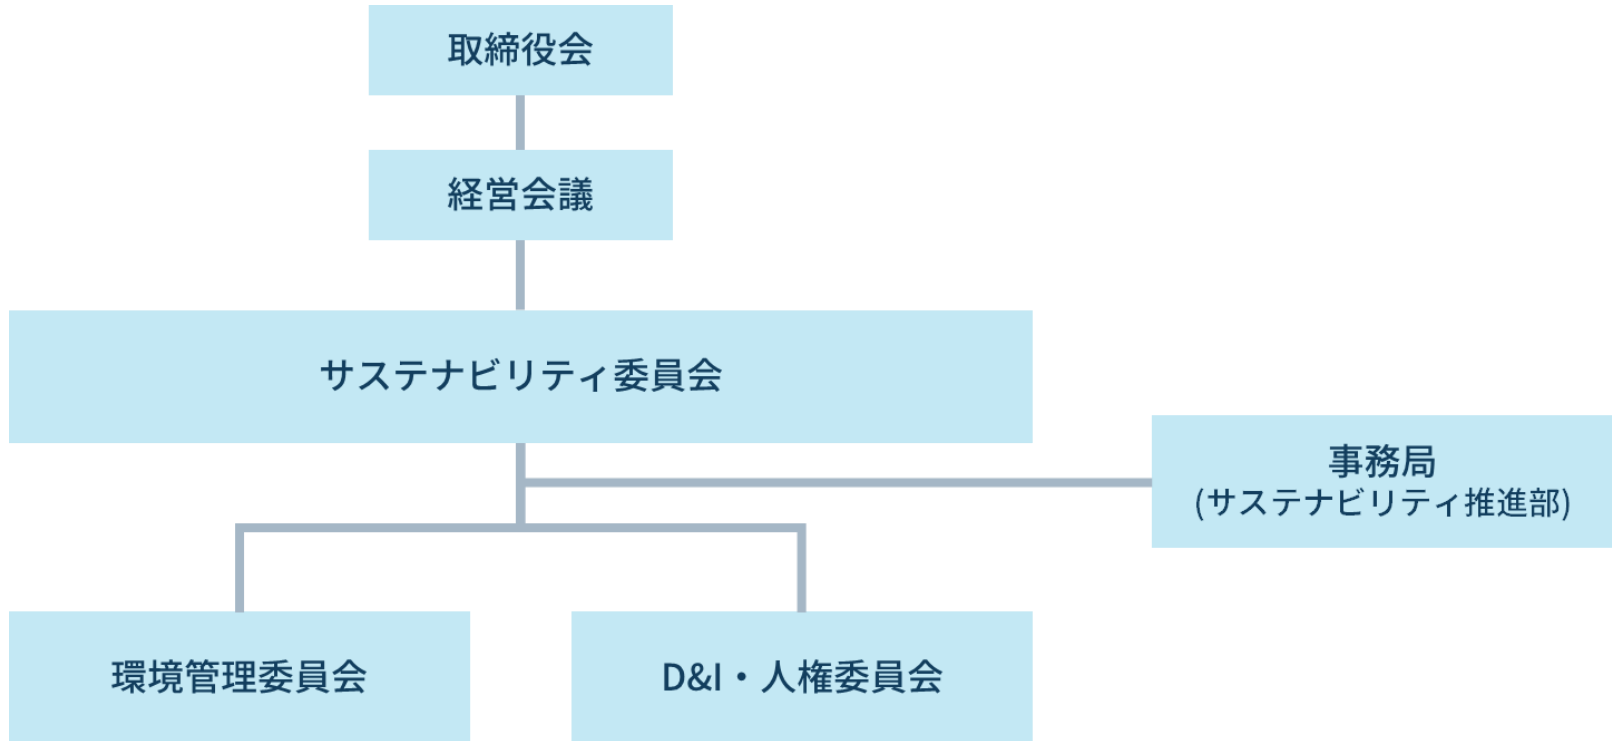 取締役会
経営会議
サステナビリティ委員会
事務局
(サステナビリティ推進部)
環境管理委員会
D&I・人権委員会